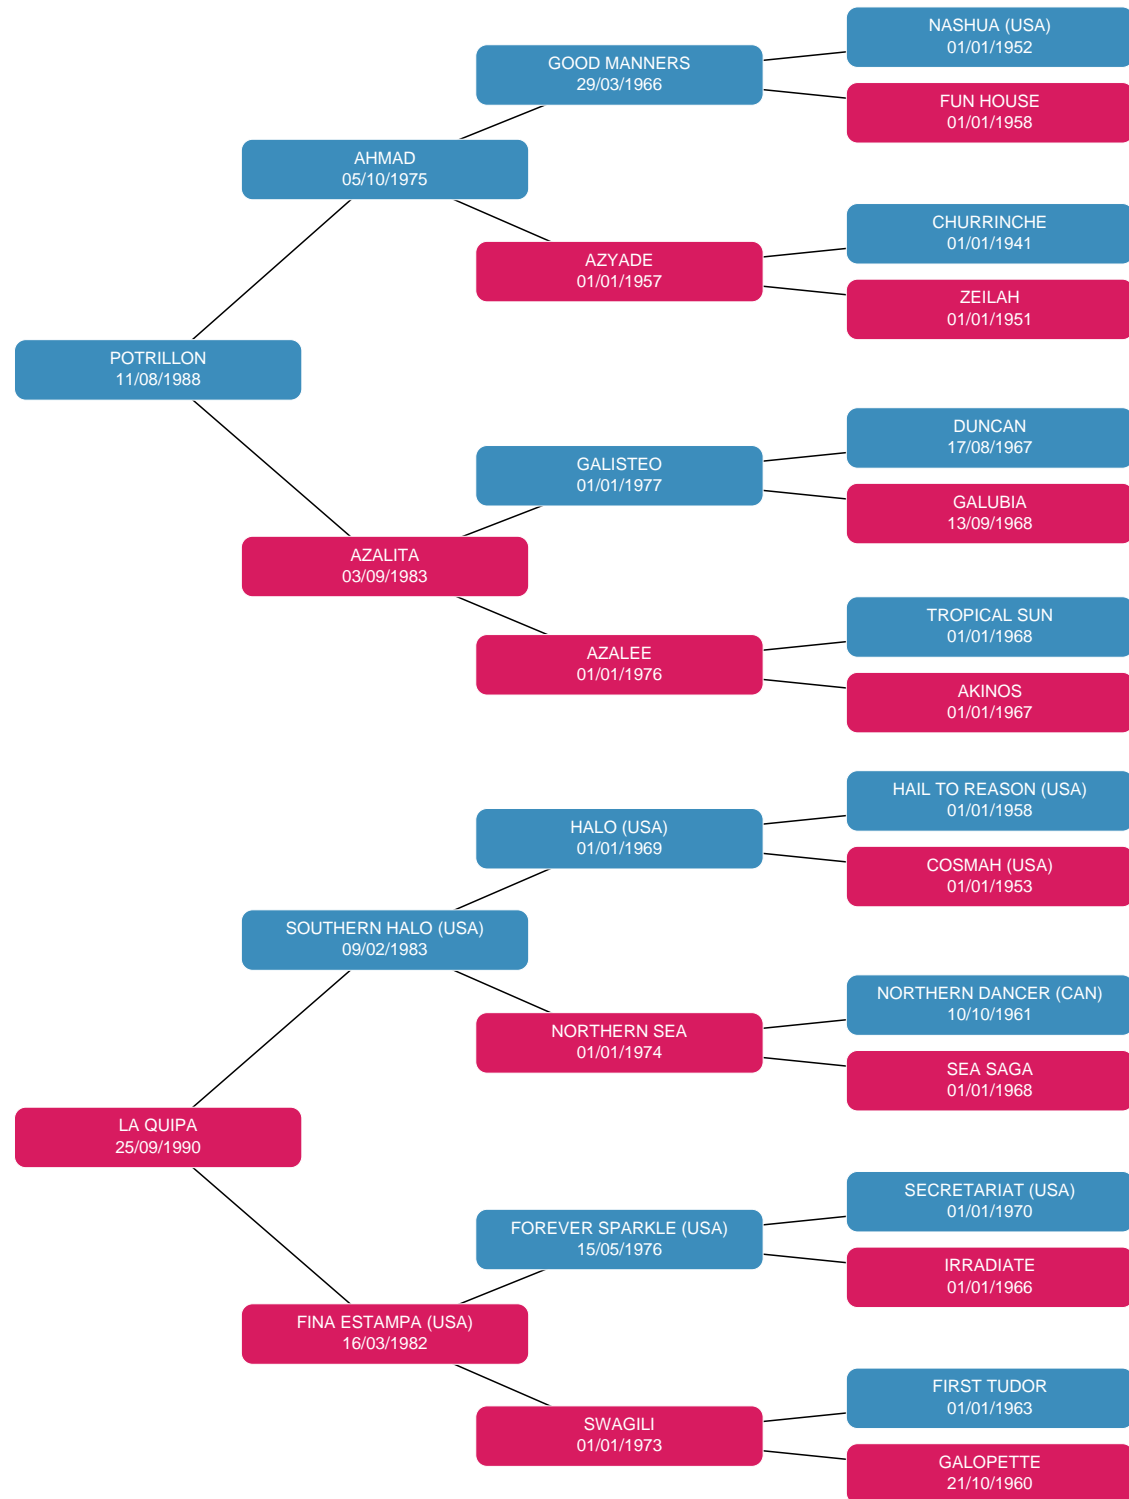 NASHUA (USA)
01/01/1952
GOOD MANNERS
29/03/1966
FUN HOUSE
01/01/1958
AHMAD
05/10/1975
CHURRINCHE
01/01/1941
AZYADE
01/01/1957
ZEILAH
01/01/1951
POTRILLON
11/08/1988
DUNCAN
17/08/1967
GALISTEO
01/01/1977
GALUBIA
13/09/1968
AZALITA
03/09/1983
TROPICAL SUN
01/01/1968
AZALEE
01/01/1976
AKINOS
01/01/1967
HAIL TO REASON (USA)
01/01/1958
HALO (USA)
01/01/1969
COSMAH (USA)
01/01/1953
SOUTHERN HALO (USA)
09/02/1983
NORTHERN DANCER (CAN)
10/10/1961
NORTHERN SEA
01/01/1974
SEA SAGA
01/01/1968
LA QUIPA
25/09/1990
SECRETARIAT (USA)
01/01/1970
FOREVER SPARKLE (USA)
15/05/1976
IRRADIATE
01/01/1966
FINA ESTAMPA (USA)
16/03/1982
FIRST TUDOR
01/01/1963
SWAGILI
01/01/1973
GALOPETTE
21/10/1960